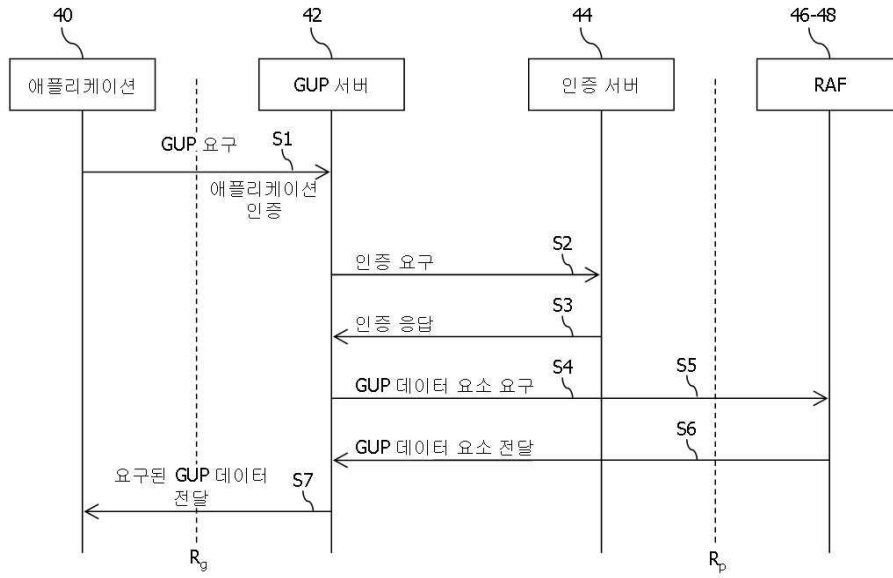 40
42
44
46-48
애플리케이션
GUP 서버
인증 서버
RAF
GUP 요구
S1
애플리케이션
인증
인증 요구
S2
인증 응답
S3
GUP 데이터 요소 요구
S4
S5
GUP 데이터 요소 전달
S6
요구된 GUP 데이터
전달
S7
Rg
Rp